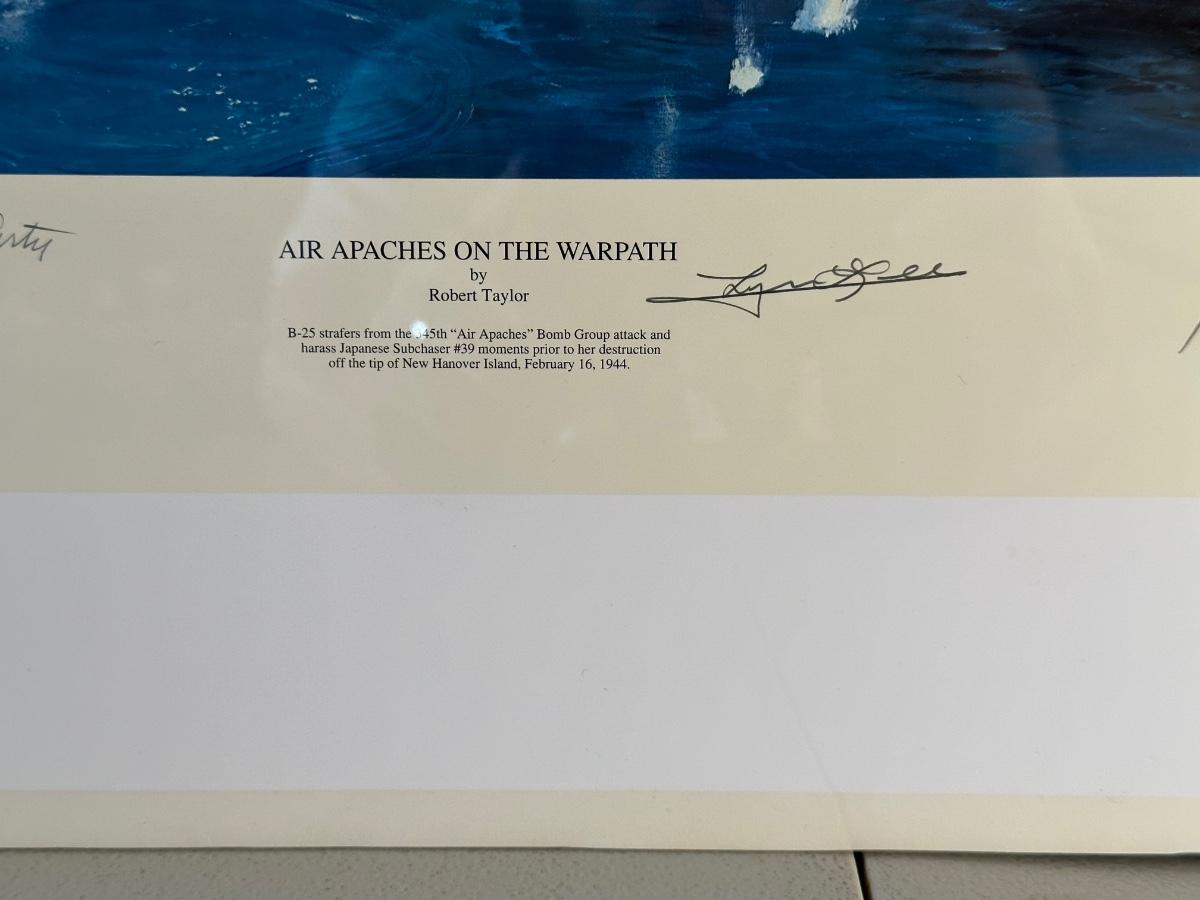 AIR APACHES ON THE WARPATH
by
Robert Taylor
B-25 strafers from the 345th “Air Apaches” Bomb Group attack and
harass Japanese Subchaser #39 moments prior to her destruction
off the tip of New Hanover Island, February 16, 1944.